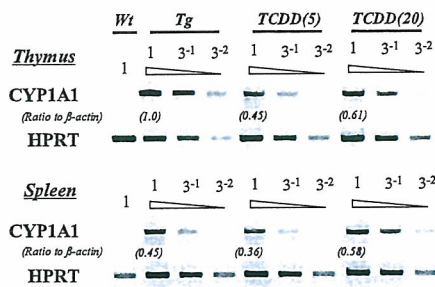 Wt Tg TCDD(5) TCDD(20)
Thymus
1 1 3-1 3-2 1 3-1 3-2 1 3-1 3-2
CYP1A1
(Ratio to β-actin) (1.0) (0.45) (0.61)
HPRT
Spleen
1 1 3-1 3-2 1 3-1 3-2 1 3-1 3-2
CYP1A1
(Ratio to β-actin) (0.45) (0.36) (0.58)
HPRT